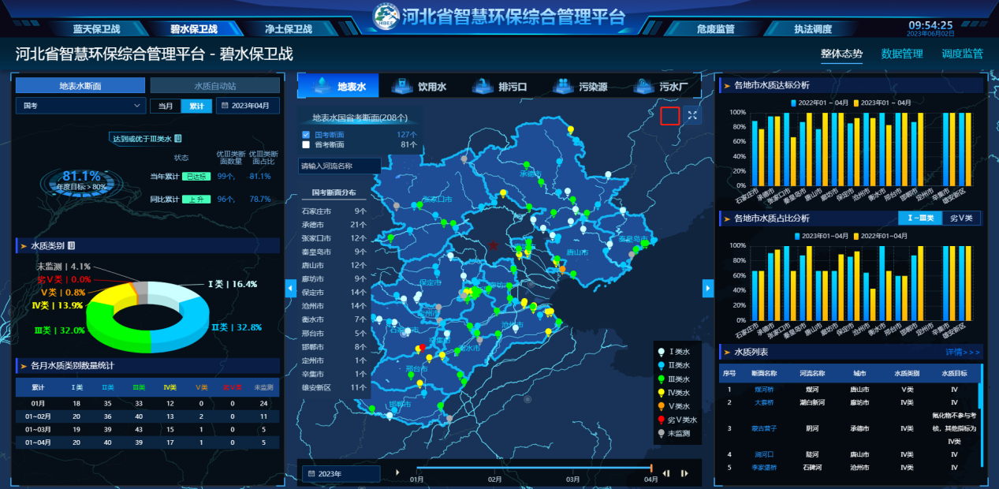 河北省智慧环保综合管理平台
蓝天保卫战
碧水保卫战
净土保卫战
危废监管
执法调度
09:54:25
2023年06月02日
河北省智慧环保综合管理平台 - 碧水保卫战
整体态势
数据管理
调度监管
地表水断面
水质自动站
国考
当月
累计
2023年04月
达到或优于III类水
状态
优III类断面数量
优III类断面占比
81.1%
年度目标:> 80%
当年累计 已达标 99个, 81.1%
同比累计 上升 96个, 78.7%
水质类别
未监测 | 4.1%
劣V类 | 0.0%
V类 | 0.8%
IV类 | 13.9%
III类 | 32.0%
I类 | 16.4%
II类 | 32.8%
各月水质类别数量统计
累计 I类 II类 III类 IV类 V类 劣V类 未监测
01月 18 35 33 12 0 0 24
01~02月 20 36 40 13 2 0 11
01~03月 19 39 43 15 1 0 5
01~04月 20 40 39 17 1 0 5
地表水
饮用水
排污口
污染源
污水厂
地表水国省考断面(208个)
国考断面 127个
省考断面 81个
请输入河流名称
国考断面分布
石家庄市 9个
承德市 21个
张家口市 12个
秦皇岛市 9个
唐山市 12个
廊坊市 9个
保定市 14个
沧州市 14个
衡水市 7个
邢台市 5个
邯郸市 8个
定州市 1个
辛集市 1个
雄安新区 11个
承德市
张家口市
秦皇岛市
唐山市
保定市
沧州市
衡水市
邢台市
邯郸市
I类水
II类水
III类水
IV类水
V类水
劣V类水
未监测
2023年
01月
02月
03月
04月
各地市水质达标分析
2022年01 ~ 04月
2023年01 ~ 04月
100%
80%
60%
40%
20%
0%
石家庄市 承德市 张家口市 秦皇岛市 唐山市 廊坊市 保定市 沧州市 衡水市 邢台市 邯郸市 定州市 辛集市 雄安新区
各地市水质占比分析
I－III类
劣V类
2023年01~04月
2022年01~04月
100%
80%
60%
40%
20%
0%
石家庄市 承德市 张家口市 秦皇岛市 唐山市 廊坊市 保定市 沧州市 衡水市 邢台市 邯郸市 定州市 辛集市 雄安新区
水质列表
详情>>>
序号 断面名称 河流名称 城市 水质类别 水质目标
1 煤河桥 煤河 唐山市 V类 IV
2 大套桥 潮白新河 廊坊市 IV类 IV
3 蒙古营子 阴河 承德市 IV类 氟化物不参与考核，其他指标为IV类
4 涧河口 陡河 唐山市 IV类 IV
5 李家堡桥 石碑河 沧州市 IV类 IV